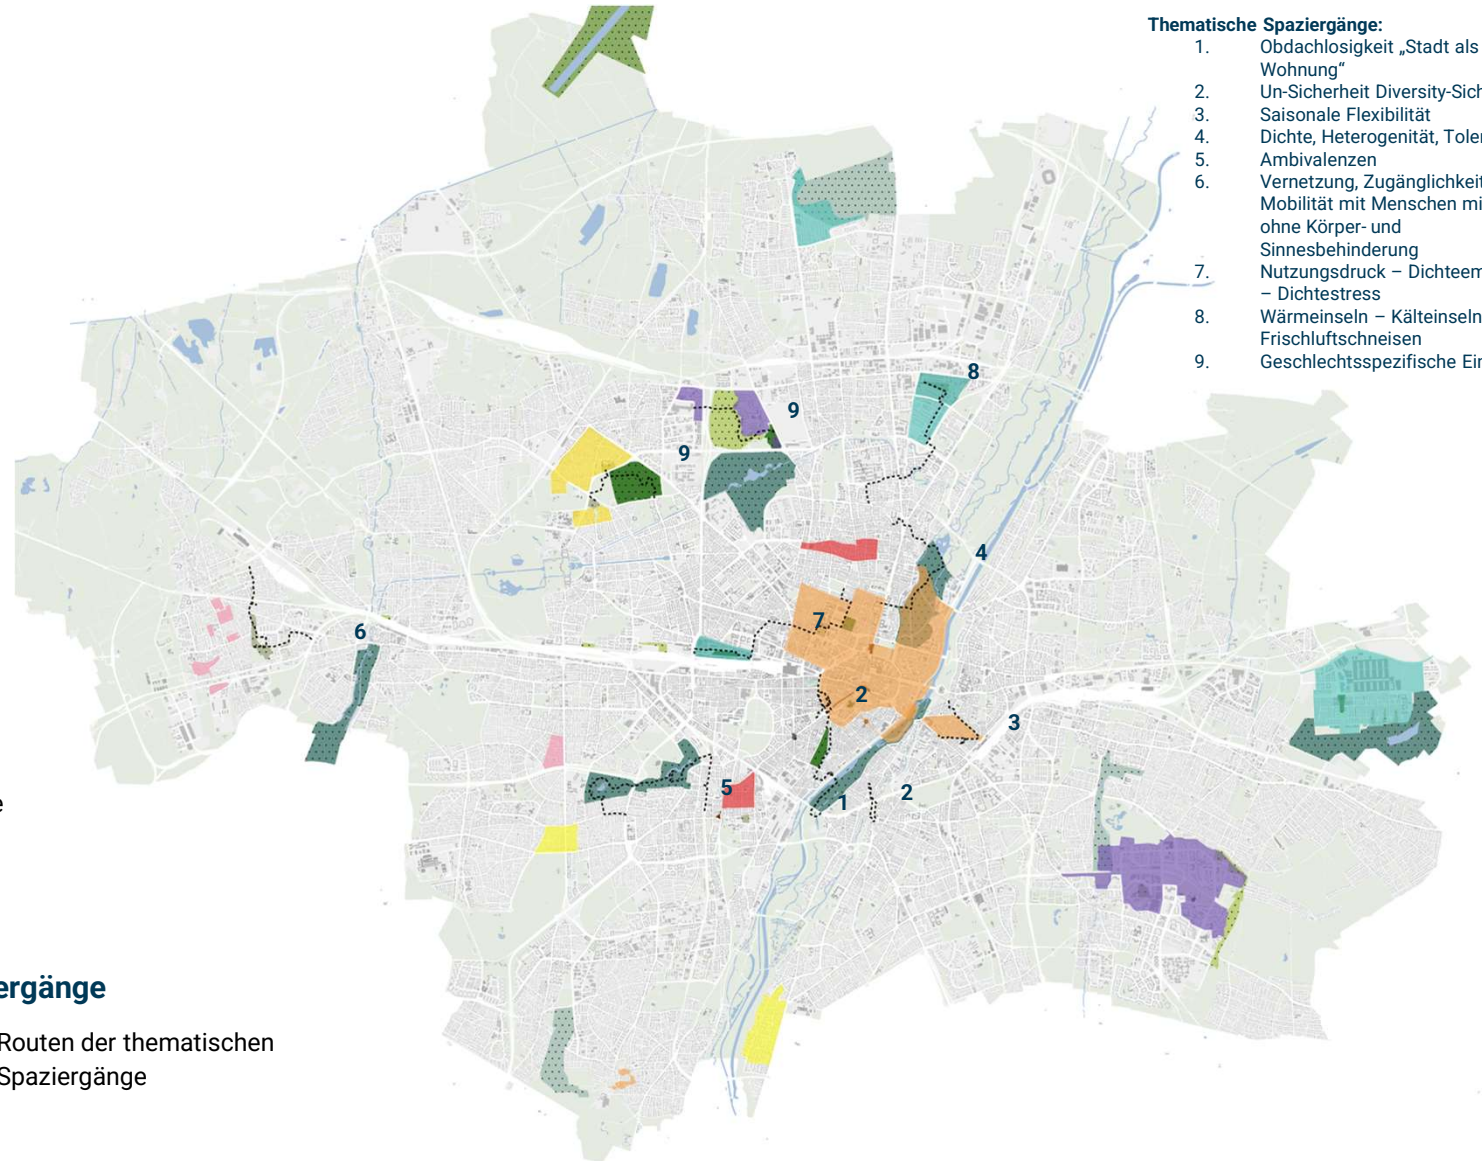 Thematische Spaziergänge:
1. Obdachlosigkeit „Stadt als
Wohnung“
2. Un-Sicherheit Diversity-Sich
3. Saisonale Flexibilität
4. Dichte, Heterogenität, Toler
5. Ambivalenzen
6. Vernetzung, Zugänglichkeit
Mobilität mit Menschen mi
ohne Körper- und
Sinnesbehinderung
7. Nutzungsdruck – Dichteem
– Dichtestress
8. Wärmeinseln – Kälteinseln
Frischluftschneisen
9. Geschlechtsspezifische Ein
8
9
9
4
7
6
2
3
5
1
2
e
ergänge
Routen der thematischen
Spaziergänge